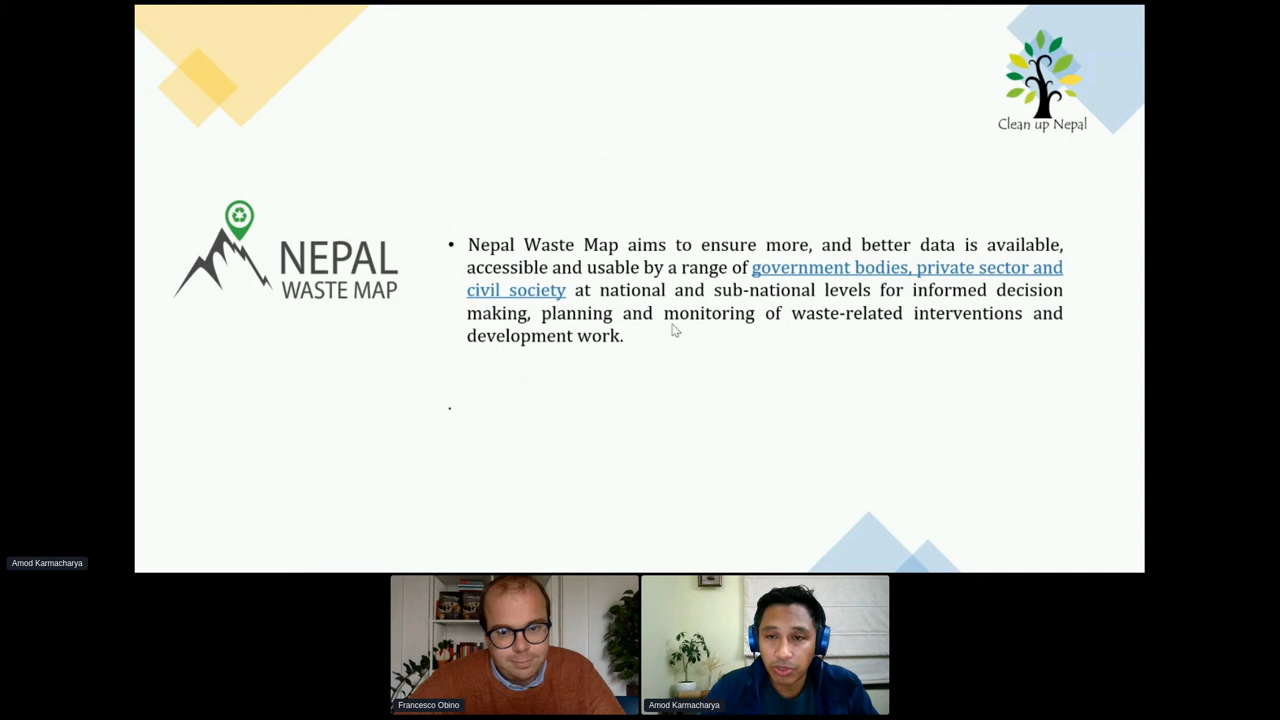 Clean up Nepal
NEPAL
WASTE MAP
• Nepal Waste Map aims to ensure more, and better data is available,
accessible and usable by a range of government bodies, private sector and
civil society at national and sub-national levels for informed decision
making, planning and monitoring of waste-related interventions and
development work.
.
Amod Karmacharya
Francesco Obino
Amod Karmacharya